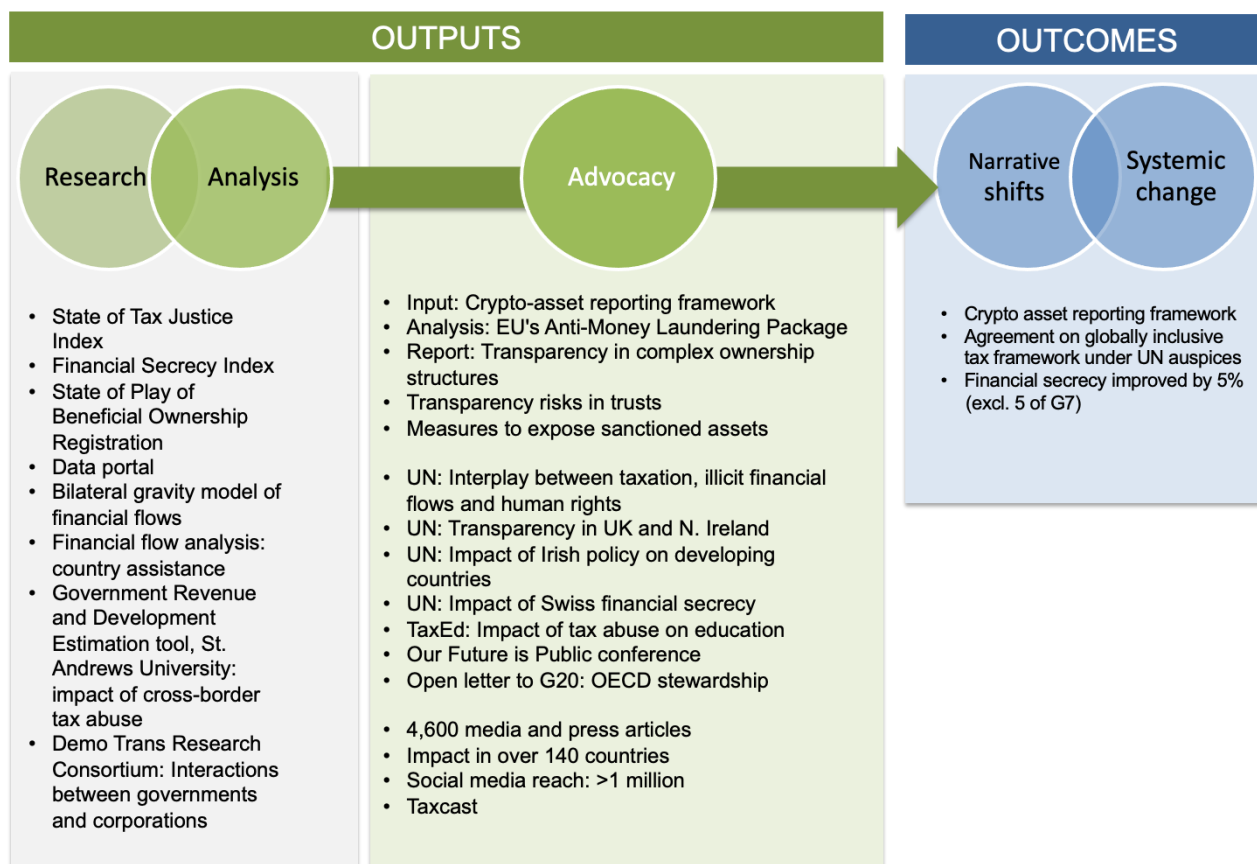 OUTPUTS
OUTCOMES
Research
Analysis
Advocacy
Narrative
shifts
Systemic
change
• State of Tax Justice
Index
• Financial Secrecy Index
• State of Play of
Beneficial Ownership
Registration
• Data portal
• Bilateral gravity model of
financial flows
• Financial flow analysis:
country assistance
• Government Revenue
and Development
Estimation tool, St.
Andrews University:
impact of cross-border
tax abuse
• Demo Trans Research
Consortium: Interactions
between governments
and corporations
• Input: Crypto-asset reporting framework
• Analysis: EU's Anti-Money Laundering Package
• Report: Transparency in complex ownership
structures
• Transparency risks in trusts
• Measures to expose sanctioned assets
• UN: Interplay between taxation, illicit financial
flows and human rights
• UN: Transparency in UK and N. Ireland
• UN: Impact of Irish policy on developing
countries
• UN: Impact of Swiss financial secrecy
• TaxEd: Impact of tax abuse on education
• Our Future is Public conference
• Open letter to G20: OECD stewardship
• 4,600 media and press articles
• Impact in over 140 countries
• Social media reach: >1 million
• Taxcast
• Crypto asset reporting framework
• Agreement on globally inclusive
tax framework under UN auspices
• Financial secrecy improved by 5%
(excl. 5 of G7)